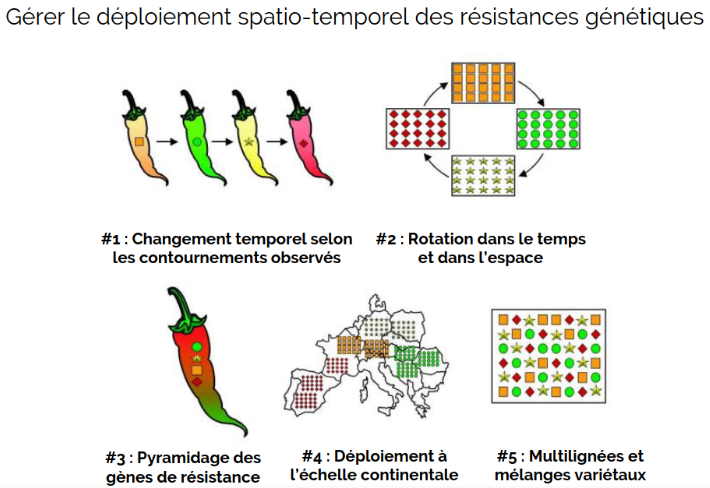 Gérer le déploiement spatio-temporel des résistances génétiques
#1 : Changement temporel selon
les contournements observés
#2 : Rotation dans le temps
et dans l'espace
#3 : Pyramidage des
gènes de résistance
#4 : Déploiement à
l'échelle continentale
#5 : Multilignées et
mélanges variétaux